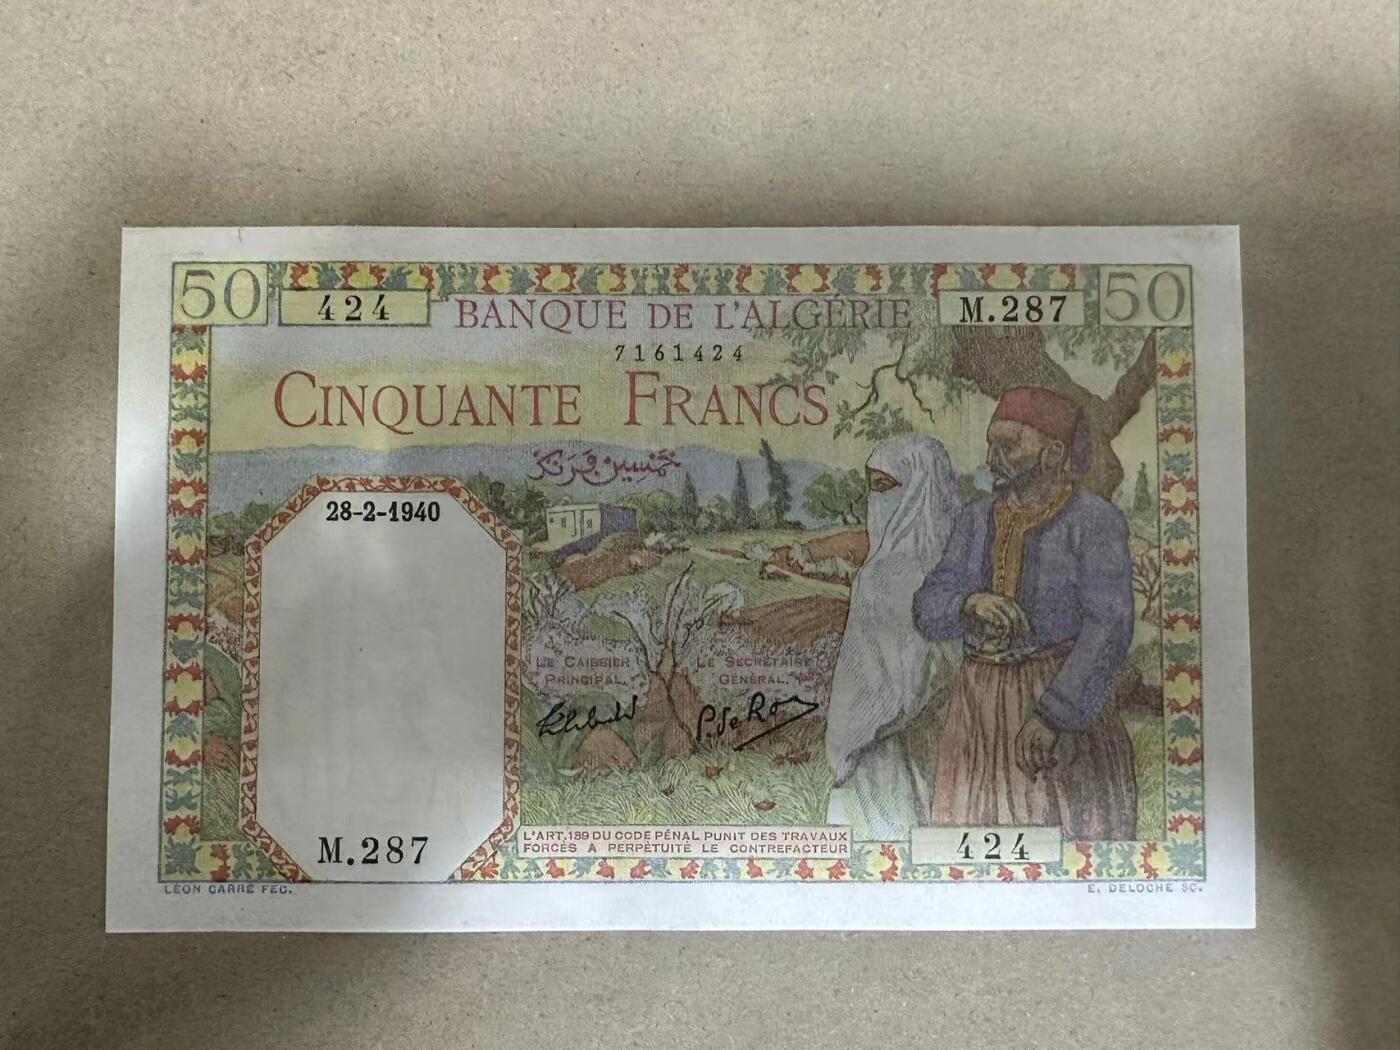 50 424 BANQUE DE L'ALGÉRIE M.287 50
7161424
CINQUANTE FRANCS
خمسين فرنك
28-2-1940
LE CAISSIER PRINCIPAL.
LE SECRÉTAIRE GÉNÉRAL.
M.287
L'ART.139 DU CODE PÉNAL PUNIT DES TRAVAUX
FORCÉS A PERPÉTUITÉ LE CONTREFACTEUR
424
LÉON CARRÉ FEC.
E. DELOCHE SC.